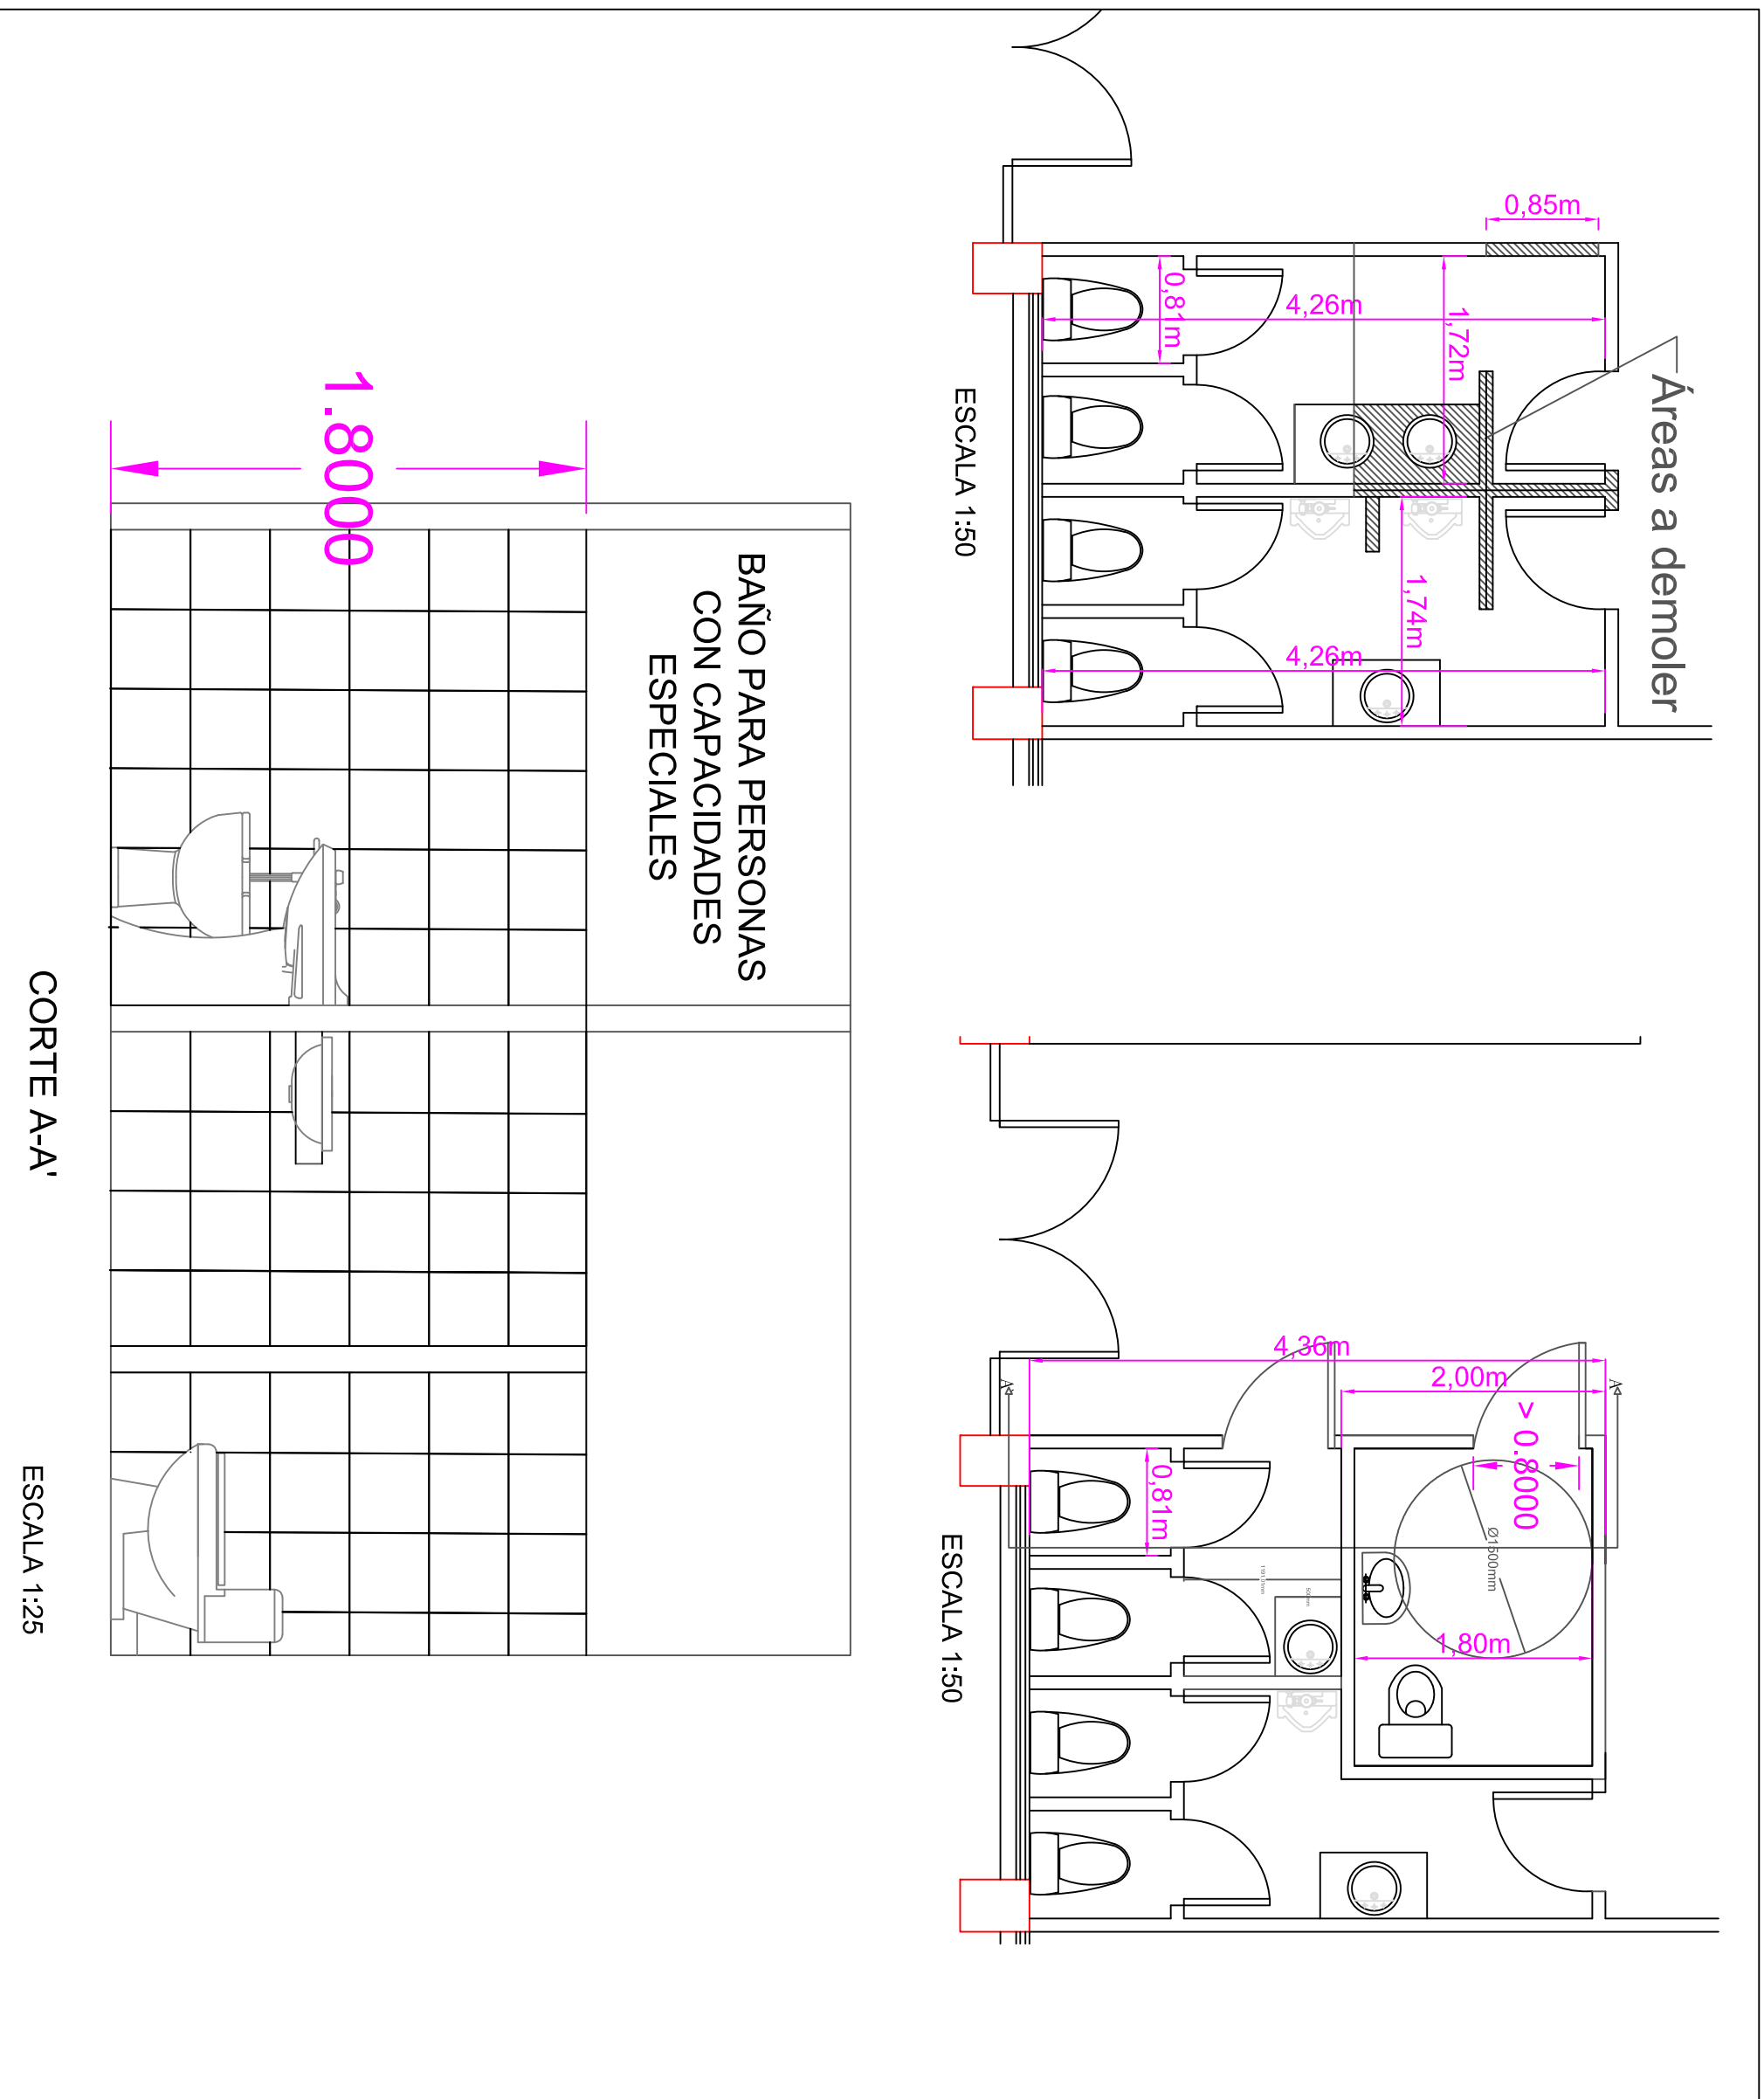 Áreas a demoler
0,85m
4,26m
1,72m
0,81m
1,74m
4,26m
ESCALA 1:50
A
A'
4,36m
2,00m
> 0.8000
Ø1500mm
1,80m
0,81m
500mm
ESCALA 1:50
1.8000
BAÑO PARA PERSONAS
CON CAPACIDADES
ESPECIALES
CORTE A-A'
ESCALA 1:25